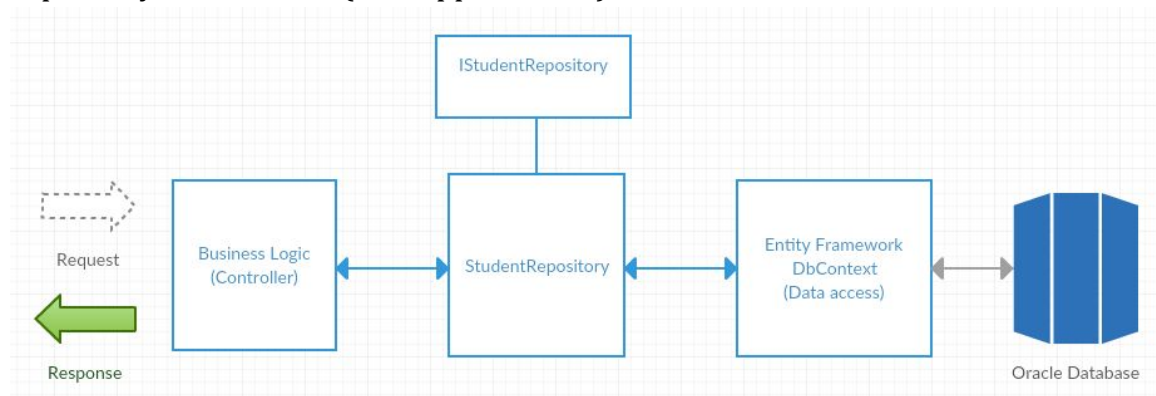 IStudentRepository
Request
Response
Business Logic
(Controller)
StudentRepository
Entity Framework
DbContext
(Data access)
Oracle Database